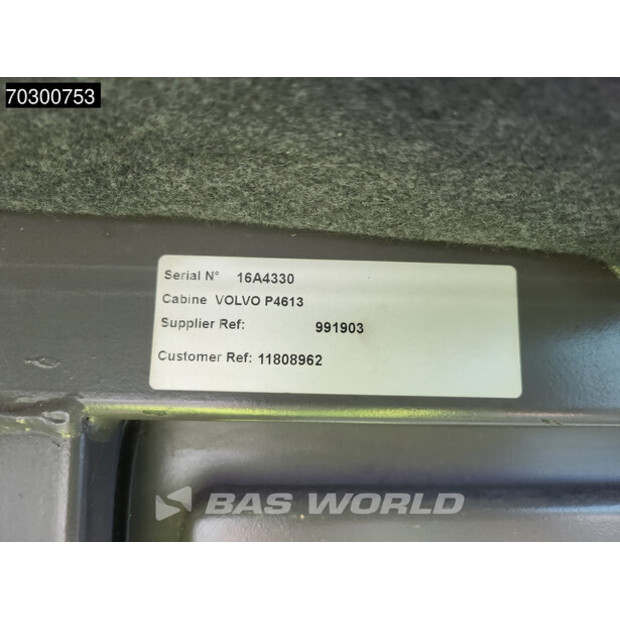 70300753
Serial N° 16A4330
Cabine VOLVO P4613
Supplier Ref: 991903
Customer Ref: 11808962
BAS WORLD